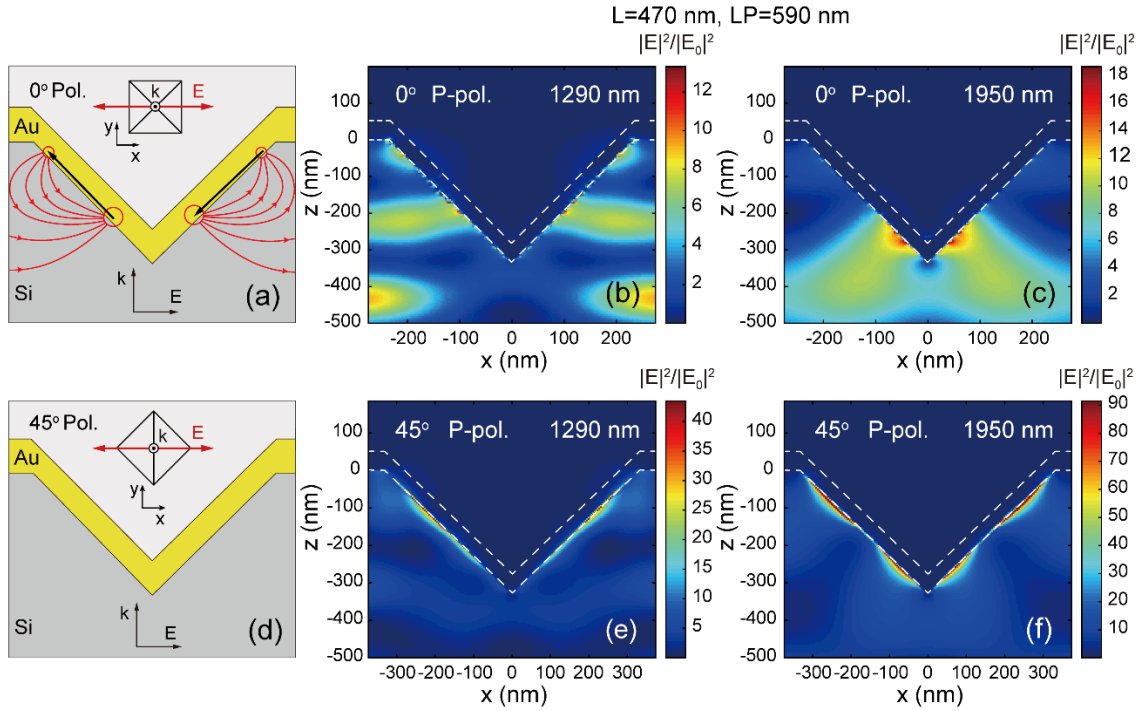 L=470 nm, LP=590 nm
0° Pol.
k
E
y
x
Au
Si
k
E
(a)
|E|²/|E₀|²
0° P-pol. 1290 nm
z (nm)
100
0
-100
-200
-300
-400
-500
-200 -100 0 100 200
x (nm)
(b)
12
10
8
6
4
2
|E|²/|E₀|²
0° P-pol. 1950 nm
z (nm)
100
0
-100
-200
-300
-400
-500
-200 -100 0 100 200
x (nm)
(c)
18
16
14
12
10
8
6
4
2
45° Pol.
k
E
y
x
Au
Si
k
E
(d)
|E|²/|E₀|²
45° P-pol. 1290 nm
z (nm)
100
0
-100
-200
-300
-400
-500
-300 -200 -100 0 100 200 300
x (nm)
(e)
40
35
30
25
20
15
10
5
|E|²/|E₀|²
45° P-pol. 1950 nm
z (nm)
100
0
-100
-200
-300
-400
-500
-300 -200 -100 0 100 200 300
x (nm)
(f)
90
80
70
60
50
40
30
20
10